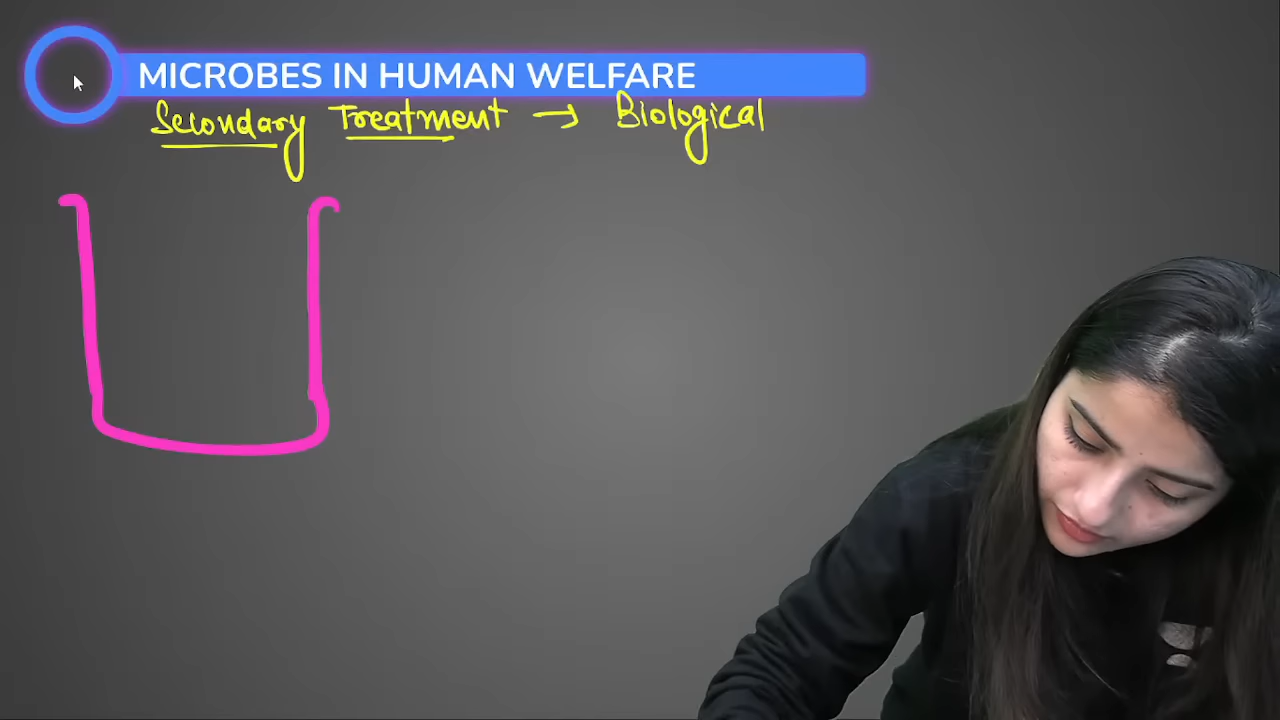 MICROBES IN HUMAN WELFARE
Secondary Treatment → Biological